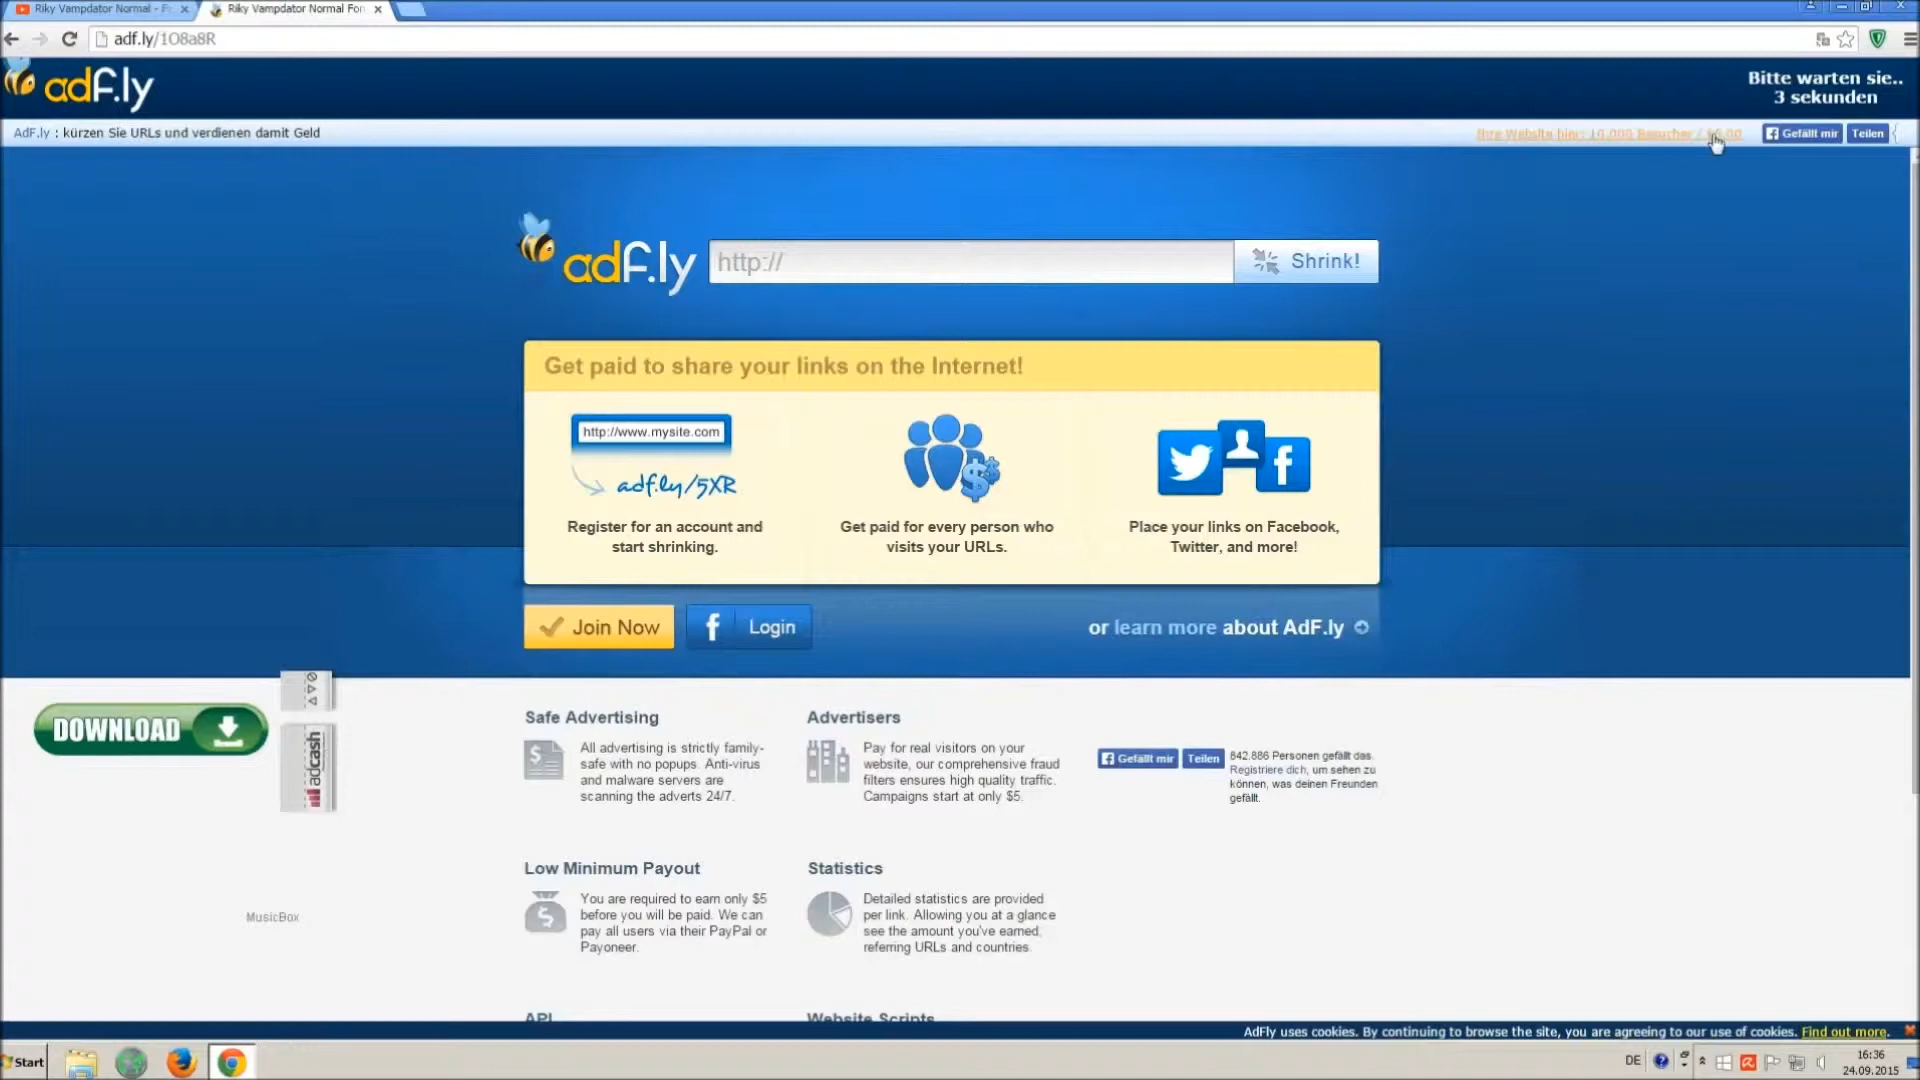 Riky Vampdator Normal - F
Riky Vampdator Normal For
adf.ly/1O8a8R
adf.ly
Bitte warten sie..
3 sekunden
AdF.ly : kürzen Sie URLs und verdienen damit Geld
Ihre Website hier: 10.000 Besucher /
Gefällt mir
Teilen
adf.ly
http://
Shrink!
Get paid to share your links on the Internet!
http://www.mysite.com
adf.ly/5XR
Register for an account and
start shrinking.
Get paid for every person who
visits your URLs.
Place your links on Facebook,
Twitter, and more!
Join Now
Login
or learn more about AdF.ly
DOWNLOAD
adcash
Safe Advertising
All advertising is strictly family-
safe with no popups. Anti-virus
and malware servers are
scanning the adverts 24/7.
Advertisers
Pay for real visitors on your
website, our comprehensive fraud
filters ensures high quality traffic.
Campaigns start at only $5.
Gefällt mir
Teilen
842.886 Personen gefällt das.
Registriere dich, um sehen zu
können, was deinen Freunden
gefällt.
Low Minimum Payout
You are required to earn only $5
before you will be paid. We can
pay all users via their PayPal or
Payoneer.
Statistics
Detailed statistics are provided
per link. Allowing you at a glance
see the amount you've earned,
referring URLs and countries.
MusicBox
API
Website Scripts
AdFly uses cookies. By continuing to browse the site, you are agreeing to our use of cookies. Find out more.
Start
DE
16:36
24.09.2015